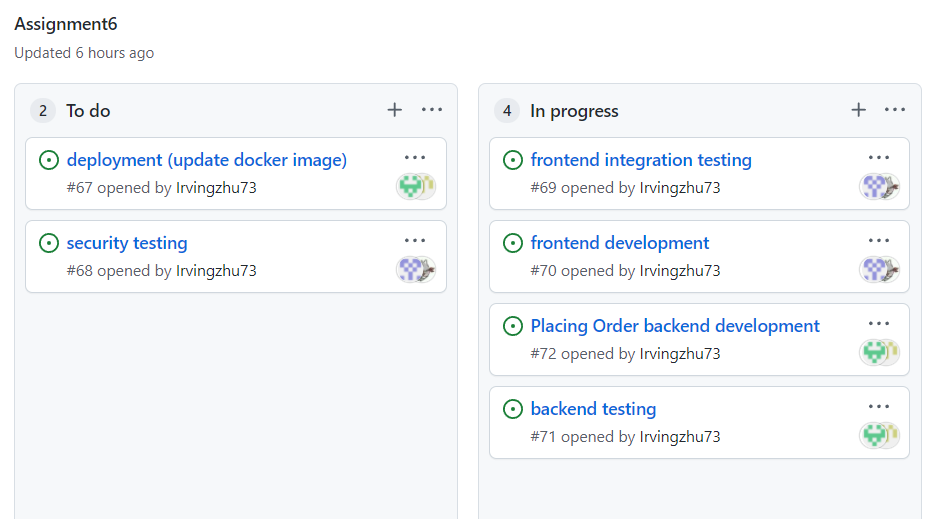 Assignment6
Updated 6 hours ago
2 To do
deployment (update docker image)
#67 opened by Irvingzhu73
security testing
#68 opened by Irvingzhu73
4 In progress
frontend integration testing
#69 opened by Irvingzhu73
frontend development
#70 opened by Irvingzhu73
Placing Order backend development
#72 opened by Irvingzhu73
backend testing
#71 opened by Irvingzhu73